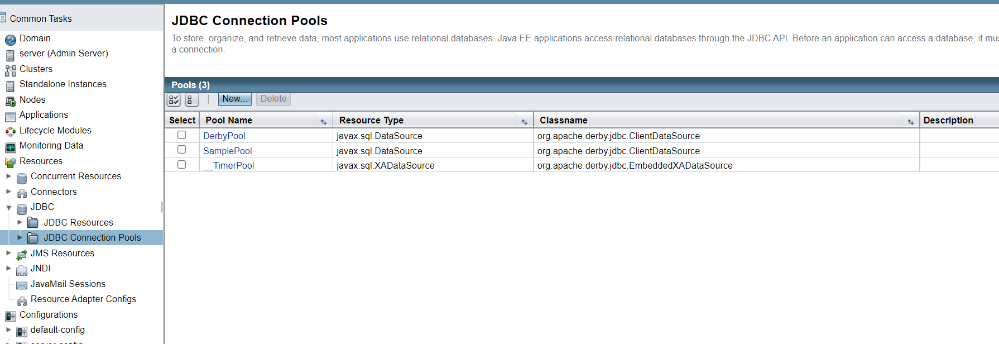 Common Tasks
Domain
server (Admin Server)
Clusters
Standalone Instances
Nodes
Applications
Lifecycle Modules
Monitoring Data
Resources
Concurrent Resources
Connectors
JDBC
JDBC Resources
JDBC Connection Pools
JMS Resources
JNDI
JavaMail Sessions
Resource Adapter Configs
Configurations
default-config
JDBC Connection Pools
To store, organize, and retrieve data, most applications use relational databases. Java EE applications access relational databases through the JDBC API. Before an application can access a database, it
a connection.
Pools (3)
New... Delete
Select Pool Name Resource Type Classname Description
DerbyPool javax.sql.DataSource org.apache.derby.jdbc.ClientDataSource
SamplePool javax.sql.DataSource org.apache.derby.jdbc.ClientDataSource
__TimerPool javax.sql.XADataSource org.apache.derby.jdbc.EmbeddedXADataSource